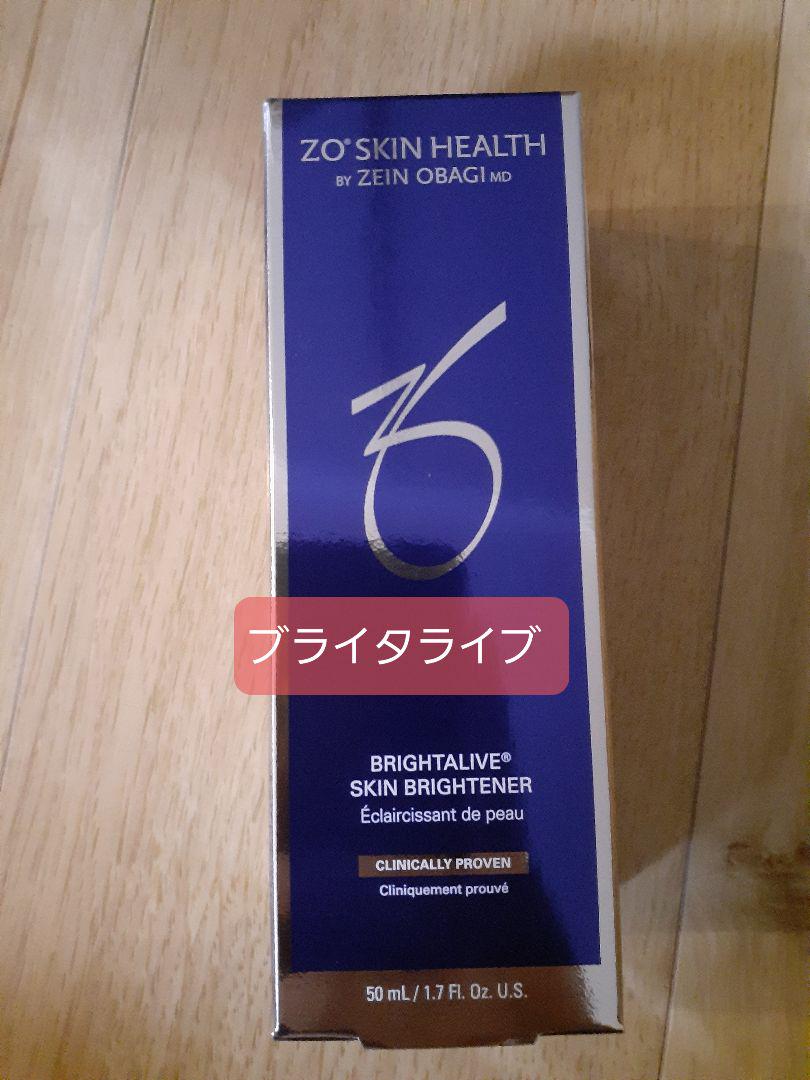 ZO® SKIN HEALTH
BY ZEIN OBAGI MD
ブライタライブ
BRIGHTALIVE®
SKIN BRIGHTENER
Éclaircissant de peau
CLINICALLY PROVEN
Cliniquement prouvé
50 mL / 1.7 Fl. Oz. U.S.